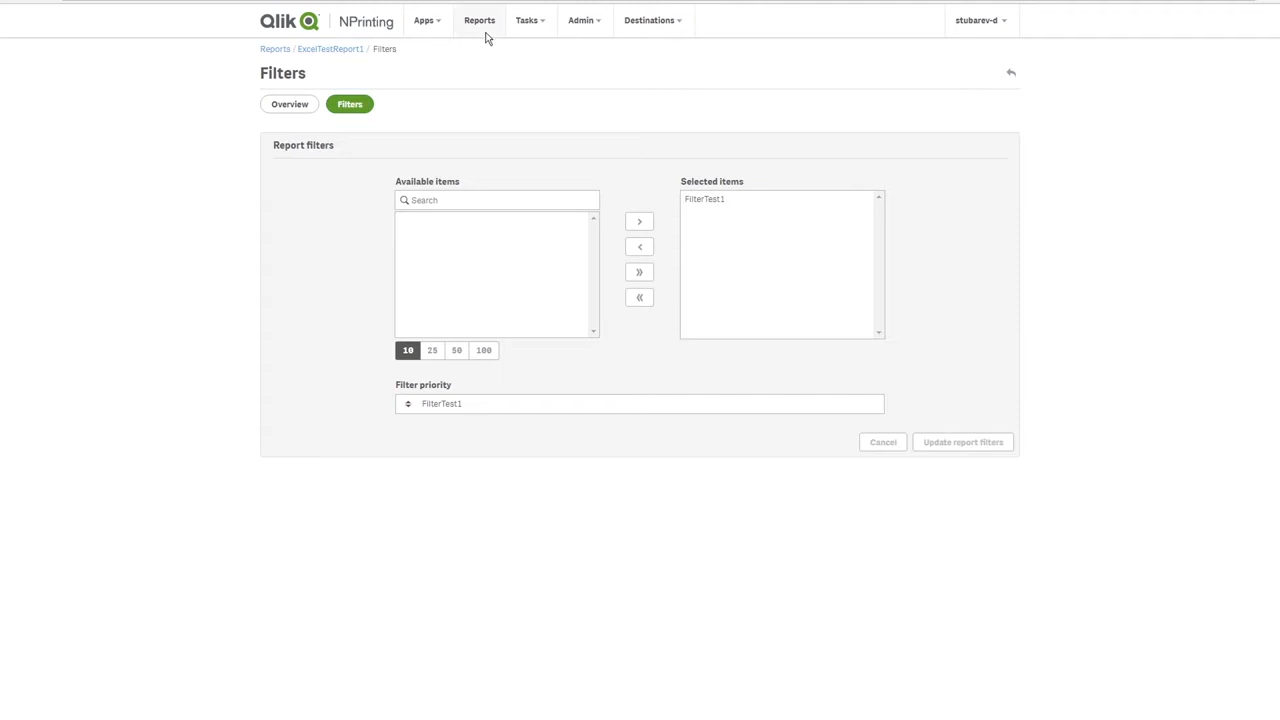 Qlik NPrinting Apps Reports Tasks Admin Destinations stubarev-d
Reports / ExcelTestReport1 / Filters
Filters
Overview Filters
Report filters
Available items Selected items
Search
FilterTest1
>
<
»
«
10 25 50 100
Filter priority
FilterTest1
Cancel Update report filters